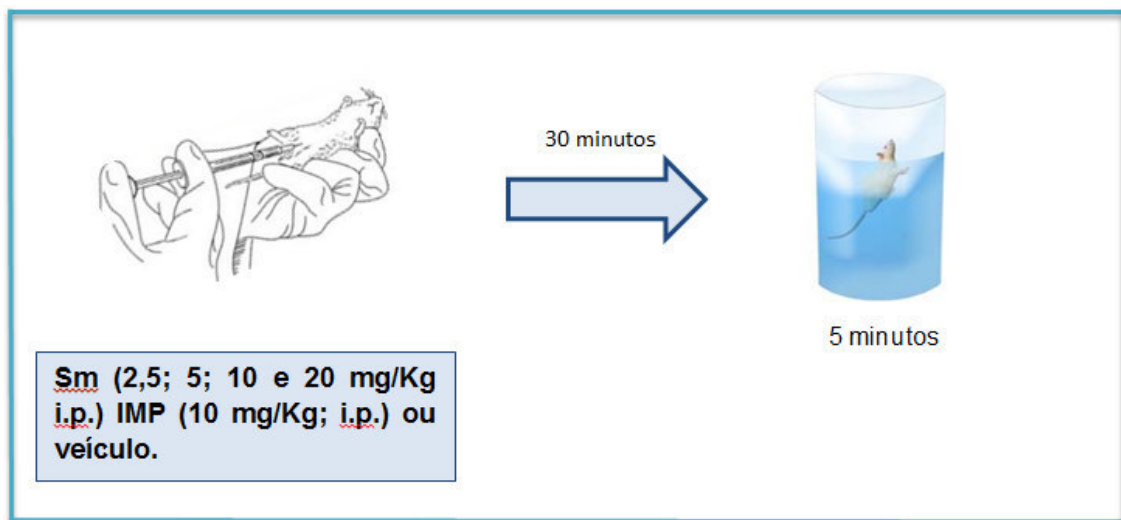 30 minutos
5 minutos
Sm (2,5; 5; 10 e 20 mg/Kg
i.p.) IMP (10 mg/Kg; i.p.) ou
veículo.